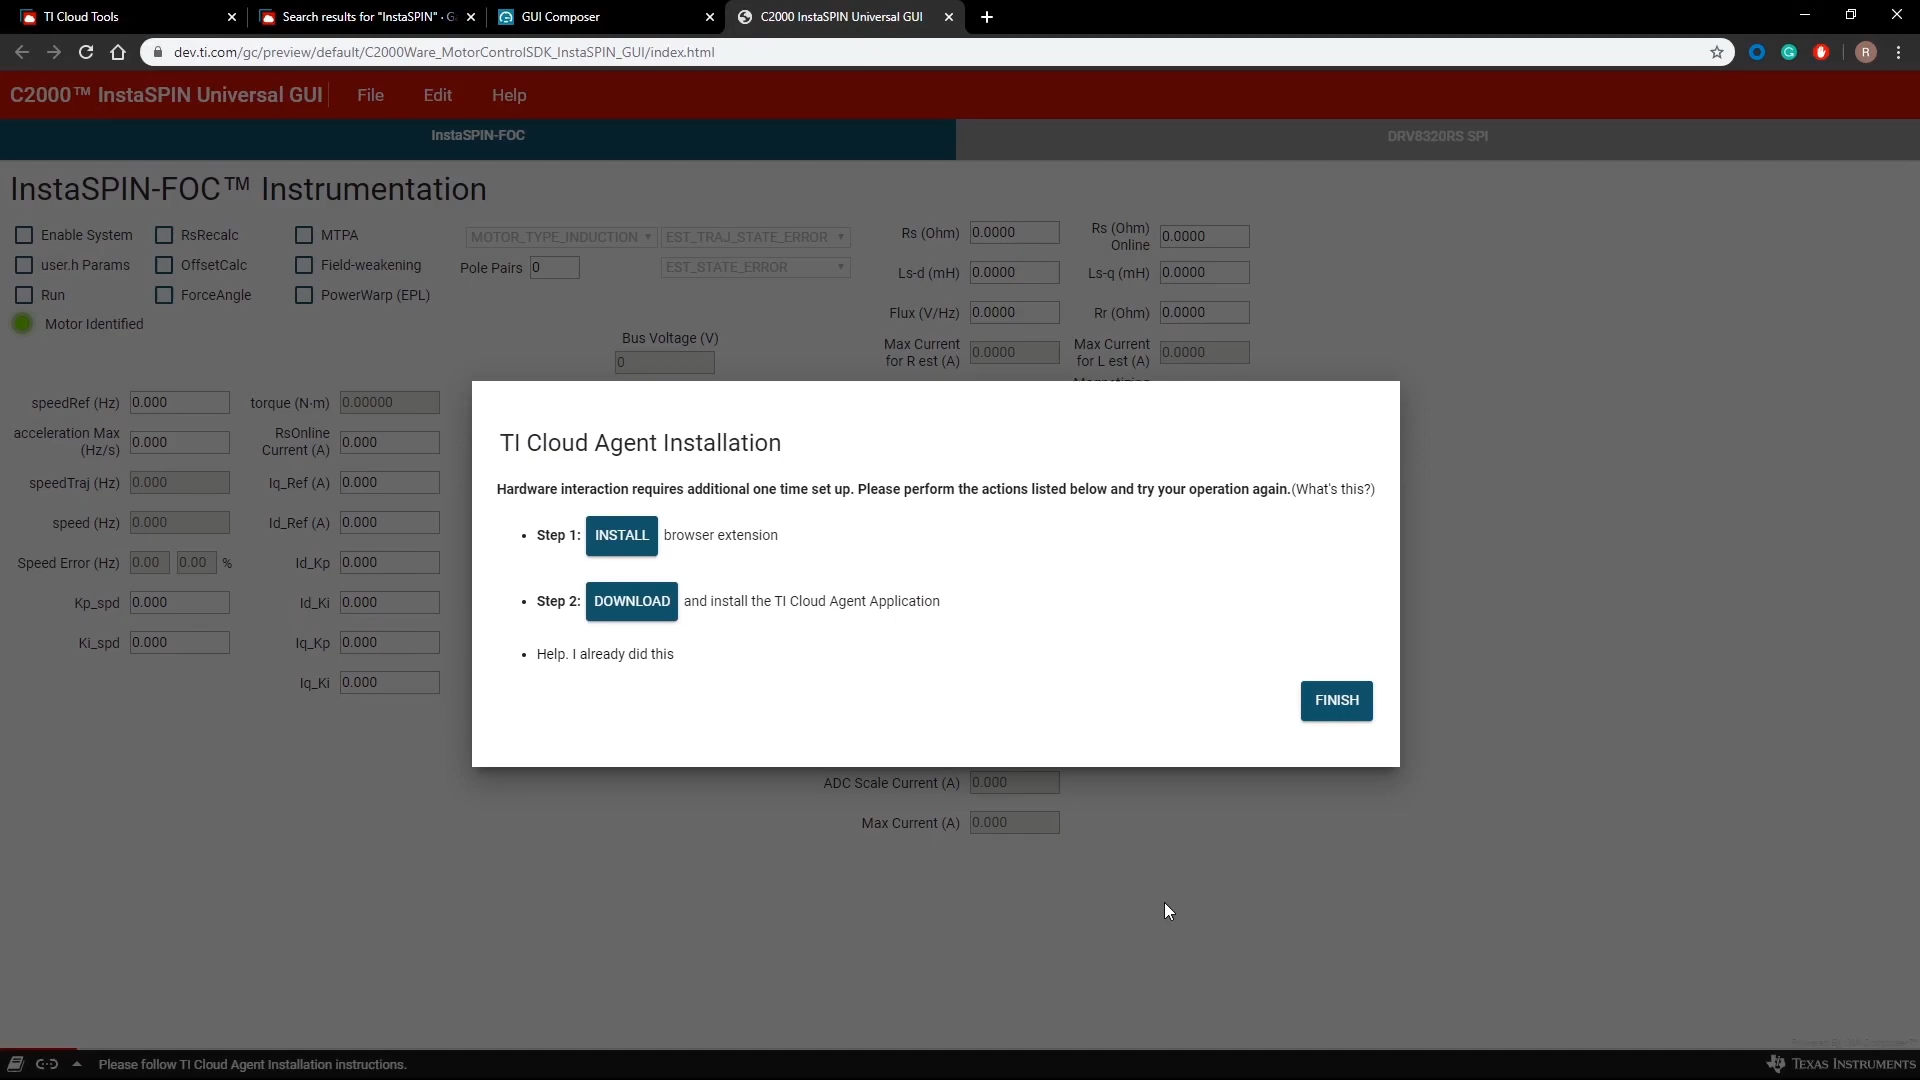 TI Cloud Tools
Search results for "InstaSPIN" - G
GUI Composer
C2000 InstaSPIN Universal GUI
dev.ti.com/gc/preview/default/C2000Ware_MotorControlSDK_InstaSPIN_GUI/index.html
R
C2000™ InstaSPIN Universal GUI File Edit Help
InstaSPIN-FOC
DRV8320RS SPI
InstaSPIN-FOC™ Instrumentation
Enable System
RsRecalc
MTPA
user.h Params
OffsetCalc
Field-weakening
Run
ForceAngle
PowerWarp (EPL)
Motor Identified
MOTOR_TYPE_INDUCTION
EST_TRAJ_STATE_ERROR
Pole Pairs 0
EST_STATE_ERROR
Bus Voltage (V)
0
Rs (Ohm) 0.0000
Rs (Ohm)
Online
0.0000
Ls-d (mH) 0.0000
Ls-q (mH) 0.0000
Flux (V/Hz) 0.0000
Rr (Ohm) 0.0000
Max Current
for R est (A)
0.0000
Max Current
for L est (A)
0.0000
speedRef (Hz) 0.000
torque (N·m) 0.00000
acceleration Max
(Hz/s)
0.000
RsOnline
Current (A)
0.000
speedTraj (Hz) 0.000
Iq_Ref (A) 0.000
speed (Hz) 0.000
Id_Ref (A) 0.000
Speed Error (Hz) 0.00 0.00 %
Id_Kp 0.000
Kp_spd 0.000
Id_Ki 0.000
Ki_spd 0.000
Iq_Kp 0.000
Iq_Ki 0.000
TI Cloud Agent Installation
Hardware interaction requires additional one time set up. Please perform the actions listed below and try your operation again.(What's this?)
• Step 1: INSTALL browser extension
• Step 2: DOWNLOAD and install the TI Cloud Agent Application
• Help. I already did this
FINISH
ADC Scale Current (A) 0.000
Max Current (A) 0.000
Please follow TI Cloud Agent Installation instructions.
TEXAS INSTRUMENTS